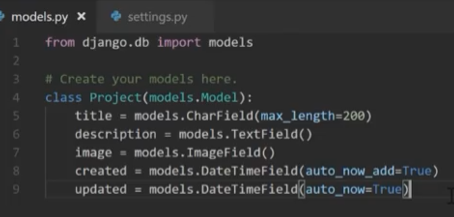 models.py × settings.py
1 from django.db import models
2
3 # Create your models here.
4 class Project(models.Model):
5     title = models.CharField(max_length=200)
6     description = models.TextField()
7     image = models.ImageField()
8     created = models.DateTimeField(auto_now_add=True)
9     updated = models.DateTimeField(auto_now=True)